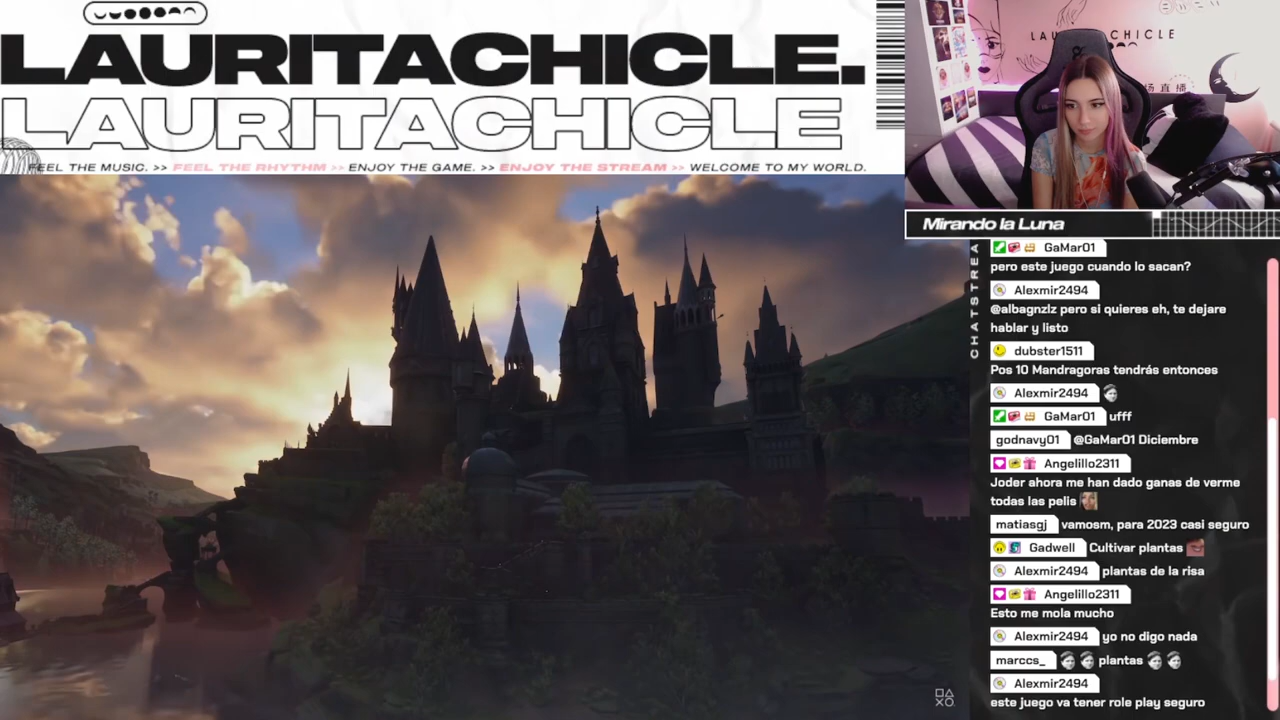 LAURITACHICLE.
LAURITACHICLE
FEEL THE MUSIC. >> FEEL THE RHYTHM >> ENJOY THE GAME. >> ENJOY THE STREAM >> WELCOME TO MY WORLD.
Mirando la Luna
CHATSTREA
GaMar01
pero este juego cuando lo sacan?
Alexmir2494
@albagnzlz pero si quieres eh, te dejare
hablar y listo
dubster1511
Pos 10 Mandragoras tendrás entonces
Alexmir2494
GaMar01 ufff
godnavy01 @GaMar01 Diciembre
Angelillo2311
Joder ahora me han dado ganas de verme
todas las pelis
matiasgj vamosm, para 2023 casi seguro
Gadwell Cultivar plantas
Alexmir2494 plantas de la risa
Angelillo2311
Esto me mola mucho
Alexmir2494 yo no digo nada
marccs_ plantas
Alexmir2494
este juego va tener role play seguro